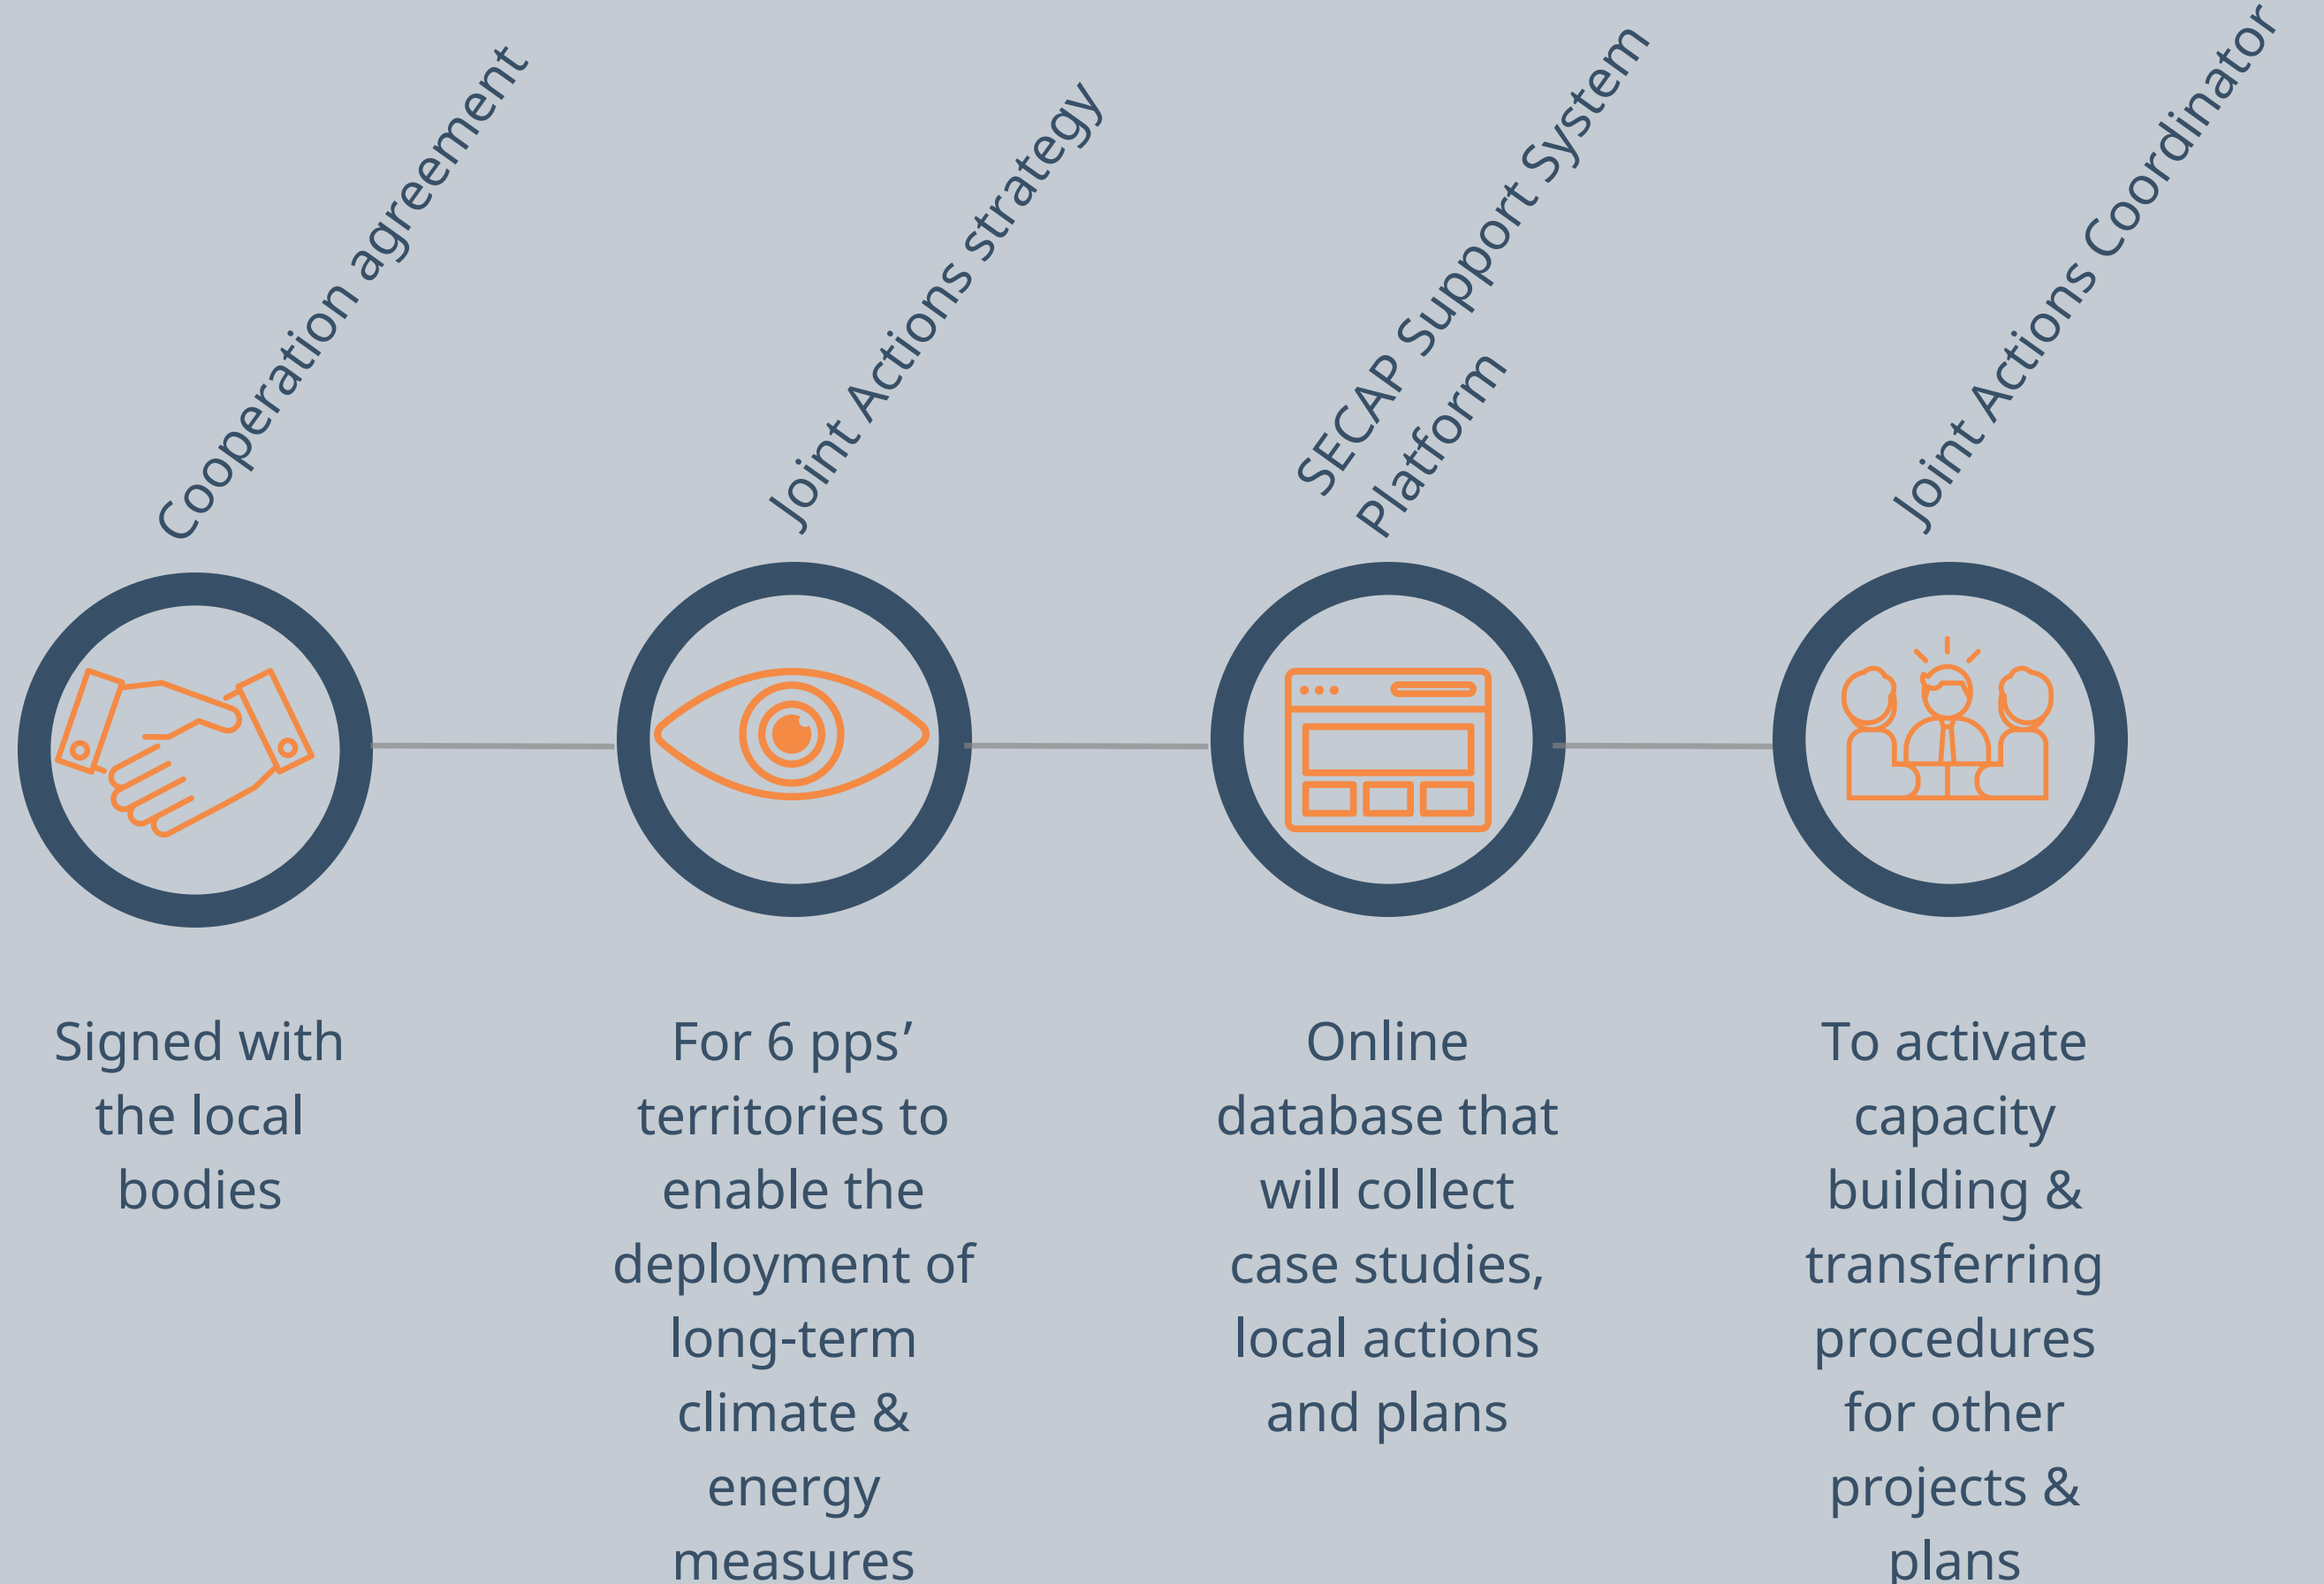 Cooperation agreement
Joint Actions strategy
SECAP Support System
Platform
Joint Actions Coordinator
Signed with
the local
bodies
For 6 pps’
territories to
enable the
deployment of
long-term
climate &
energy
measures
Online
database that
will collect
case studies,
local actions
and plans
To activate
capacity
building &
transferring
procedures
for other
projects &
plans